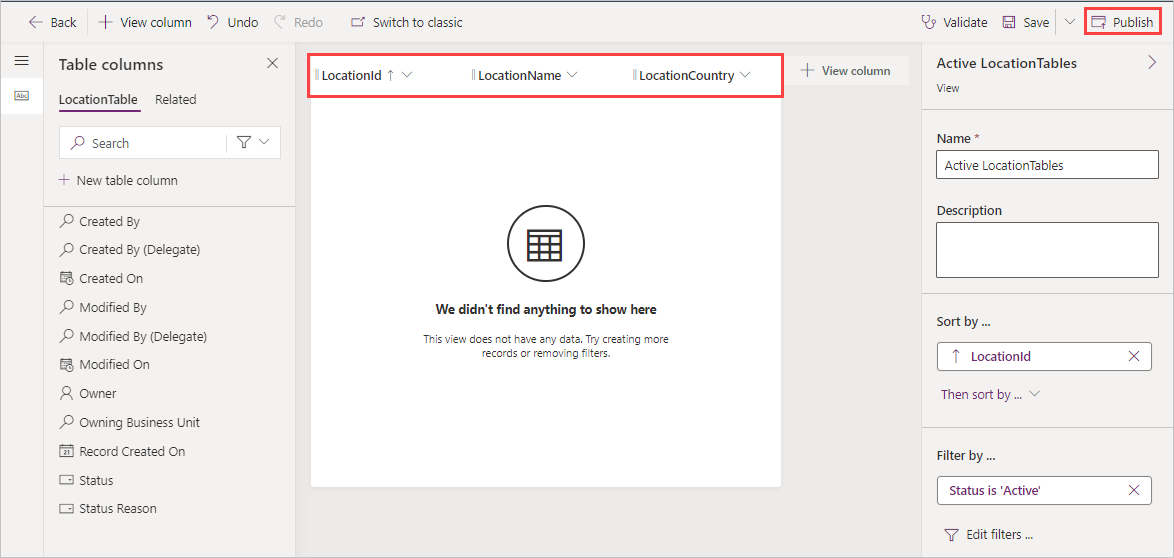 Back
View column
Undo
Redo
Switch to classic
Validate
Save
Publish
Abc
Table columns
LocationTable
Related
Search
New table column
Created By
Created By (Delegate)
Created On
Modified By
Modified By (Delegate)
Modified On
Owner
Owning Business Unit
21
Record Created On
Status
Status Reason
LocationId
LocationName
LocationCountry
View column
We didn't find anything to show here
This view does not have any data. Try creating more
records or removing filters.
Active LocationTables
View
Name *
Active LocationTables
Description
Sort by ...
LocationId
Then sort by ...
Filter by ...
Status is 'Active'
Edit filters ...